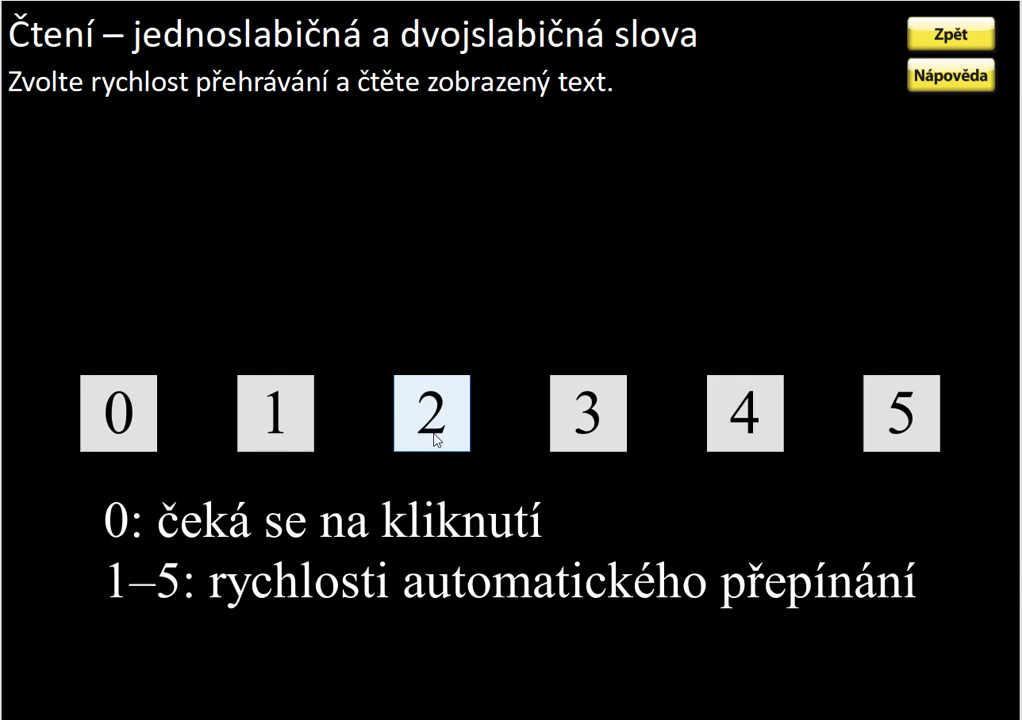 Čtení – jednoslabičná a dvojslabičná slova
Zpět
Zvolte rychlost přehrávání a čtěte zobrazený text.
Nápověda
0 1 2 3 4 5
0: čeká se na kliknutí
1–5: rychlosti automatického přepínání